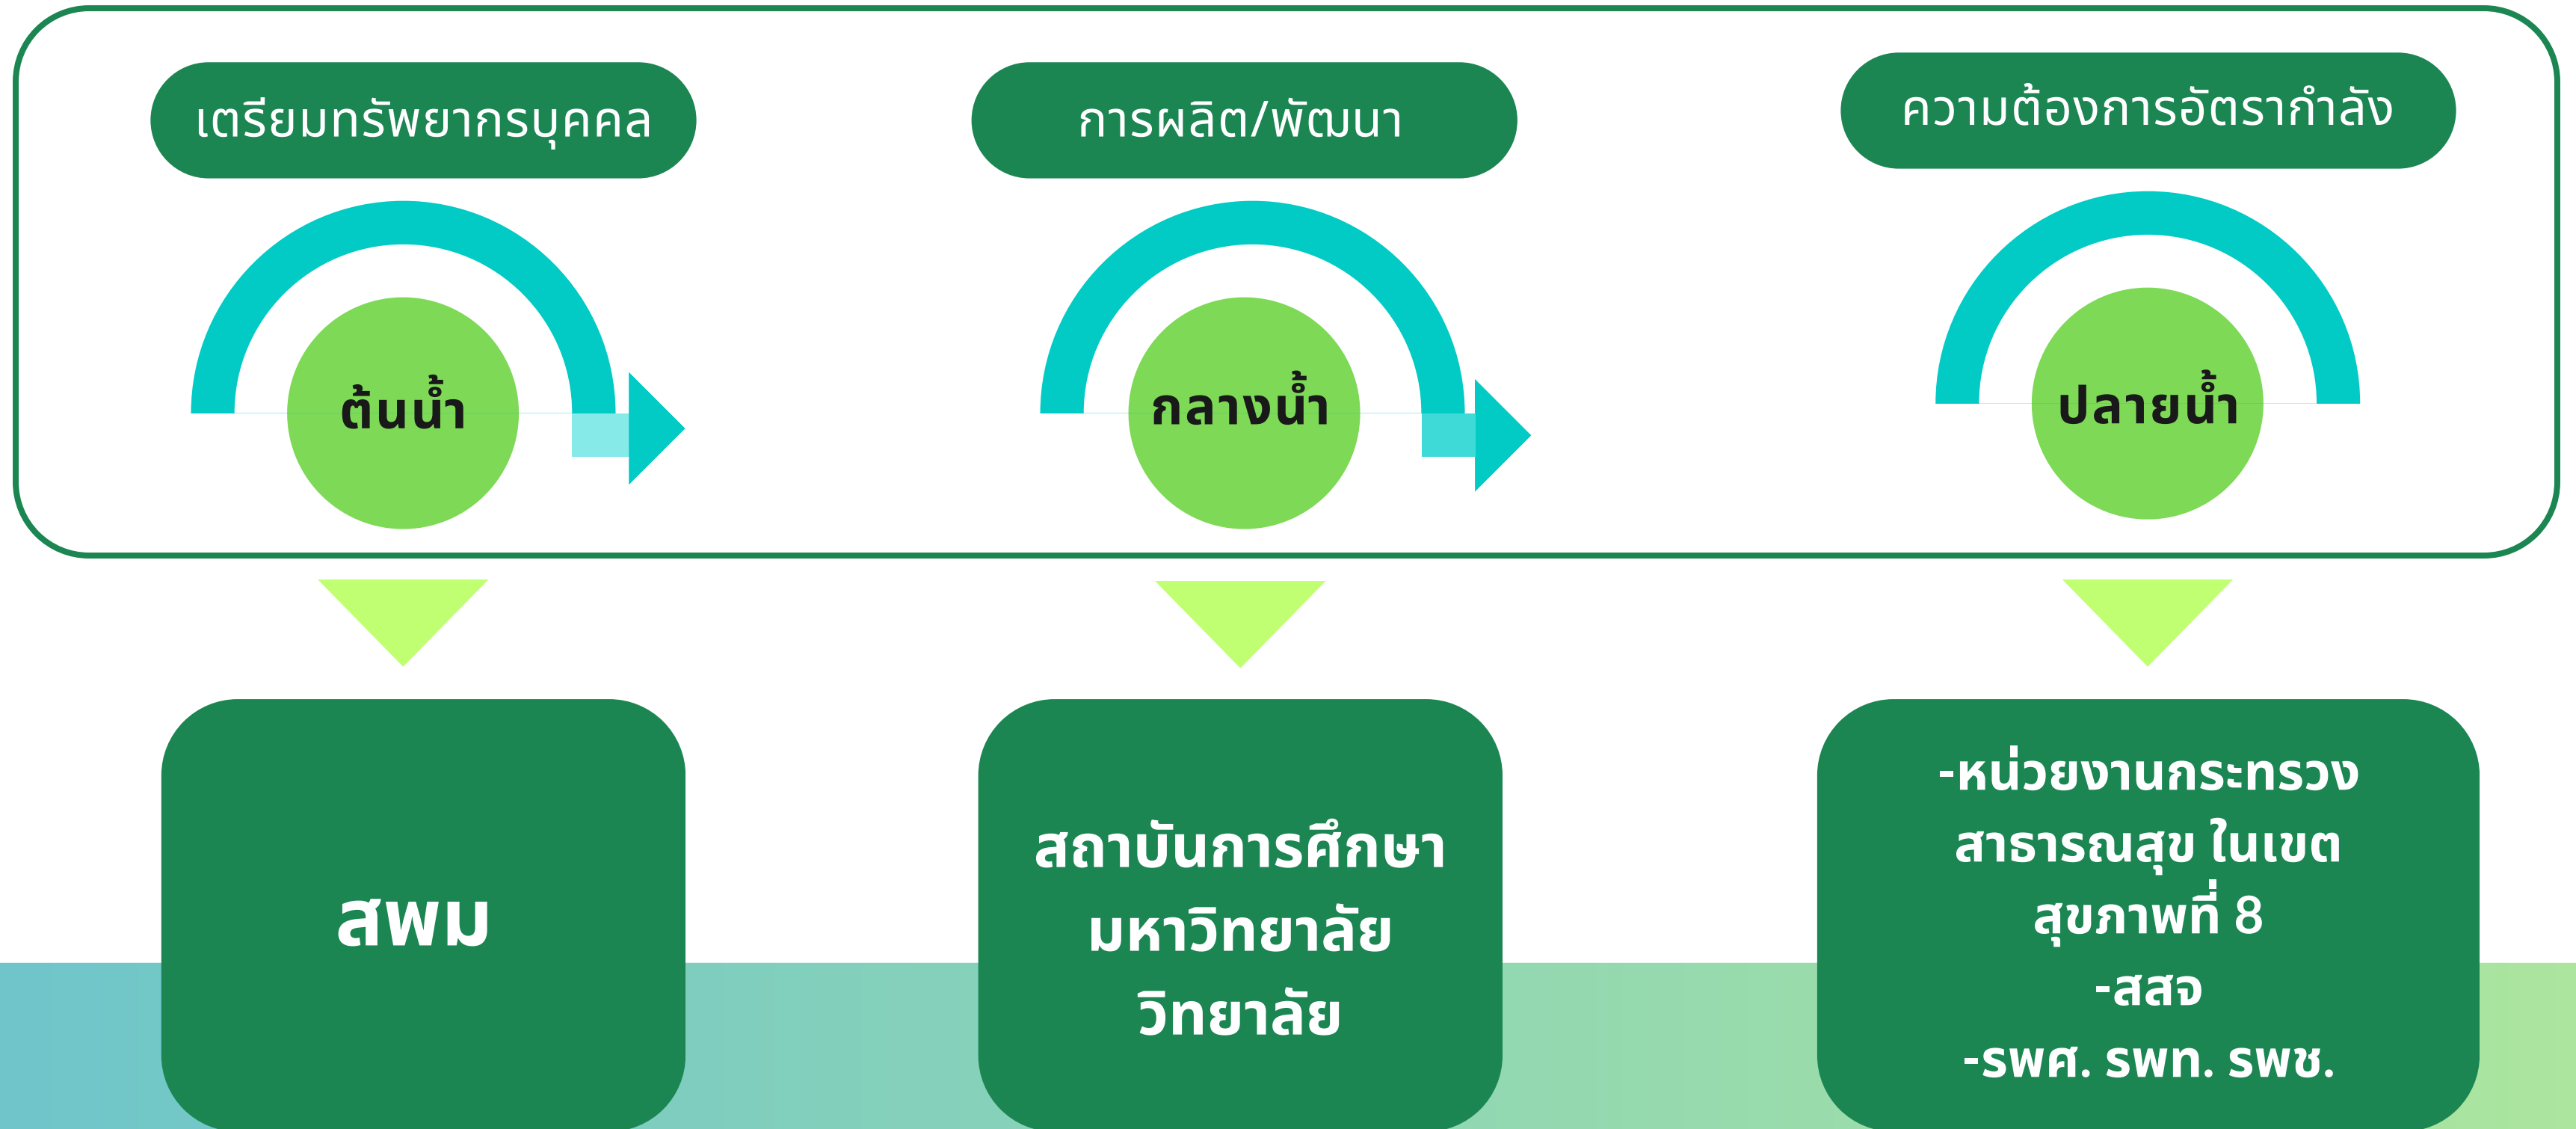 เตรียมทรัพยากรบุคคล
การผลิต/พัฒนา
ความต้องการอัตรากำลัง
ต้นน้ำ
กลางน้ำ
ปลายน้ำ
สพม
สถาบันการศึกษา
มหาวิทยาลัย
วิทยาลัย
-หน่วยงานกระทรวง
สาธารณสุข ในเขต
สุขภาพที่ 8
-สสจ
-รพศ. รพท. รพช.